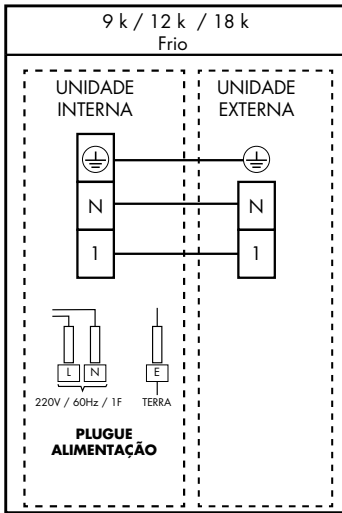 9 k / 12 k / 18 k
Frio
UNIDADE
INTERNA
UNIDADE
EXTERNA
N
N
1
1
L
N
E
220V / 60Hz / 1F
TERRA
PLUGUE
ALIMENTAÇÃO